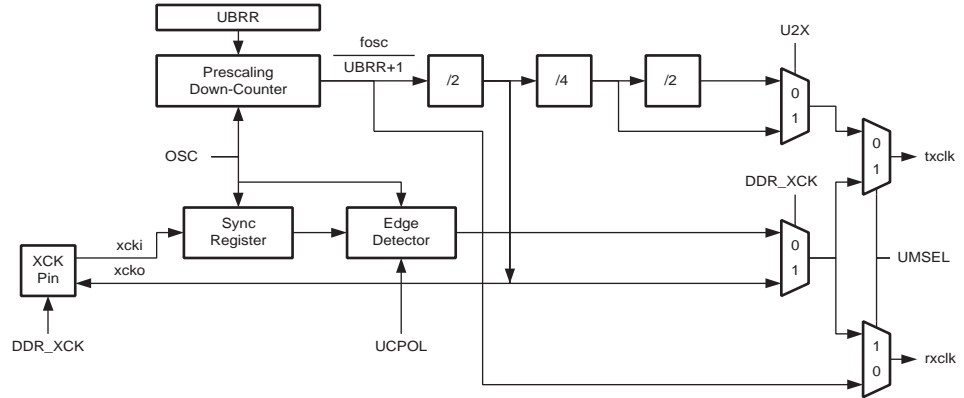 UBRR
fosc
U2X
Prescaling
Down-Counter
UBRR+1
/2
/4
/2
0
1
OSC
0
1
txclk
DDR_XCK
Sync
Register
Edge
Detector
xcki
XCK
Pin
xcko
0
1
UMSEL
DDR_XCK
UCPOL
1
0
rxclk